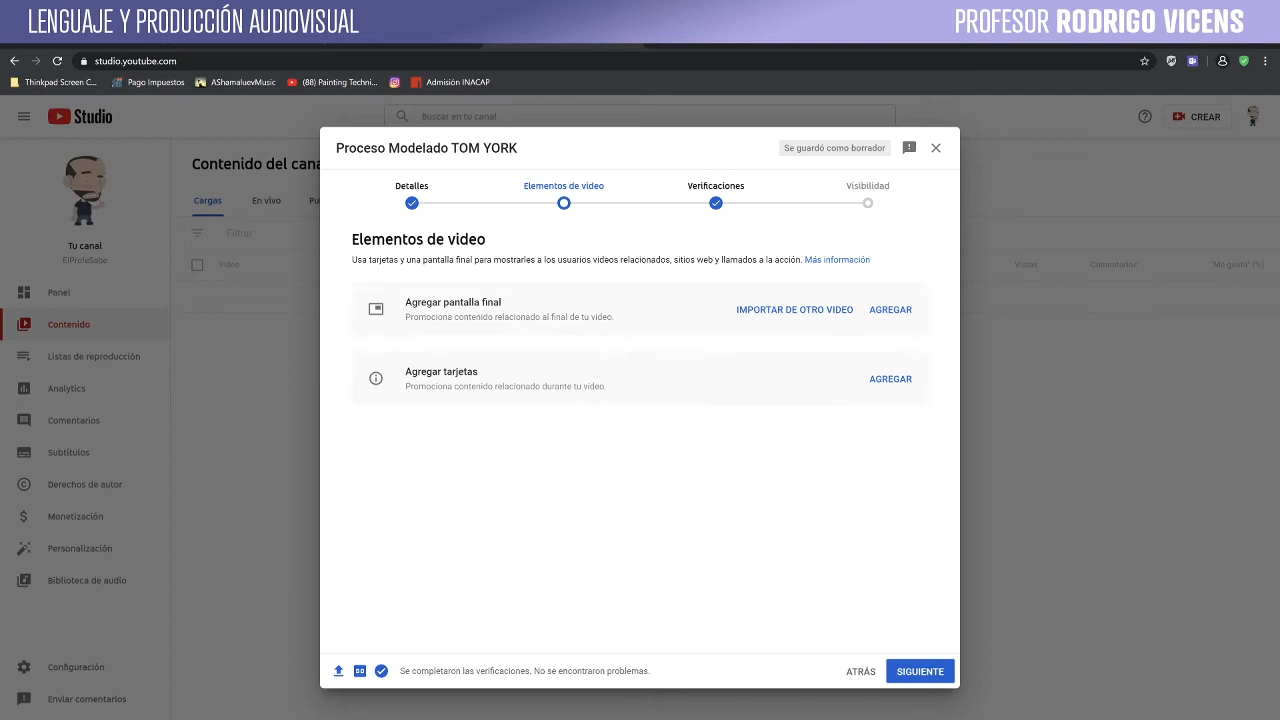 LENGUAJE Y PRODUCCIÓN AUDIOVISUAL
PROFESOR RODRIGO VICENS
studio.youtube.com
Thinkpad Screen C...
Pago Impuestos
AShamaluevMusic
(88) Painting Techni...
Admisión INACAP
Studio
Buscar en tu canal
CREAR
Proceso Modelado TOM YORK
Se guardó como borrador
Detalles
Elementos de video
Verificaciones
Visibilidad
Elementos de video
Usa tarjetas y una pantalla final para mostrarles a los usuarios videos relacionados, sitios web y llamados a la acción. Más información
Agregar pantalla final
Promociona contenido relacionado al final de tu video.
IMPORTAR DE OTRO VIDEO
AGREGAR
Agregar tarjetas
Promociona contenido relacionado durante tu video.
AGREGAR
Se completaron las verificaciones. No se encontraron problemas.
ATRÁS
SIGUIENTE
Tu canal
ElProfeSabe
Panel
Contenido
Listas de reproducción
Analytics
Comentarios
Subtítulos
Derechos de autor
Monetización
Personalización
Biblioteca de audio
Configuración
Enviar comentarios
Contenido del cana
Cargas
En vivo
Pu
Filtrar
Video
Vistas
Comentarios
"Me gusta" (%)